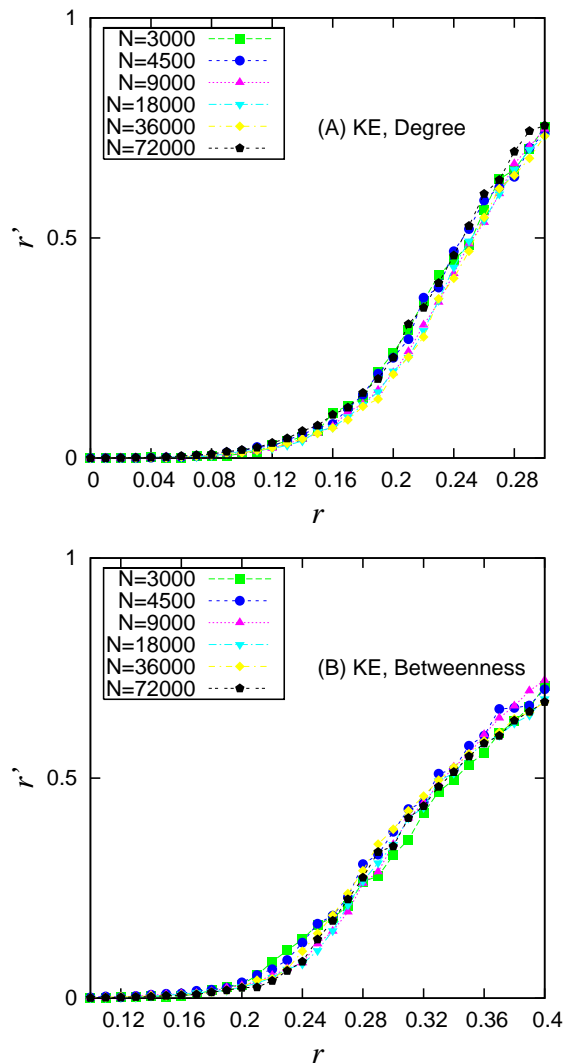 1
N=3000
N=4500
N=9000
N=18000
N=36000
N=72000
(A) KE, Degree
0.5
r'
0
0 0.04 0.08 0.12 0.16 0.2 0.24 0.28
r
1
N=3000
N=4500
N=9000
N=18000
N=36000
N=72000
(B) KE, Betweenness
0.5
r'
0
0.12 0.16 0.2 0.24 0.28 0.32 0.36 0.4
r